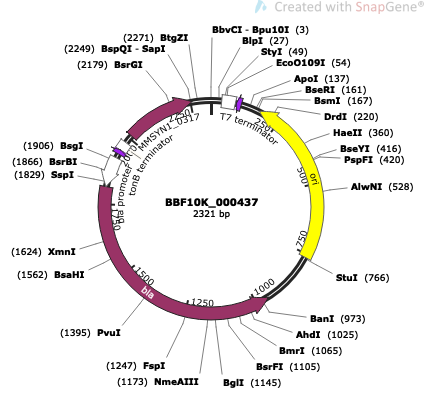 Created with SnapGene®
BbvCI - Bpu10I (3)
BlpI (27)
StyI (49)
EcoO109I (54)
ApoI (137)
BseRI (161)
BsmI (167)
DrdI (220)
HaeII (360)
BseYI (416)
PspFI (420)
AlwNI (528)
StuI (766)
BanI (973)
AhdI (1025)
BmrI (1065)
BsrFI (1105)
BglI (1145)
(1173) NmeAIII
(1247) FspI
(1395) PvuI
(1562) BsaHI
(1624) XmnI
(1829) SspI
(1866) BsrBI
(1906) BsgI
(2179) BsrGI
(2249) BspQI - SapI
(2271) BtgZI
MMSYN1_0317
T7 terminator
tonB terminator
bla promoter
ori
bla
250
500
750
1000
1250
1500
1750
2250
BBF10K_000437
2321 bp